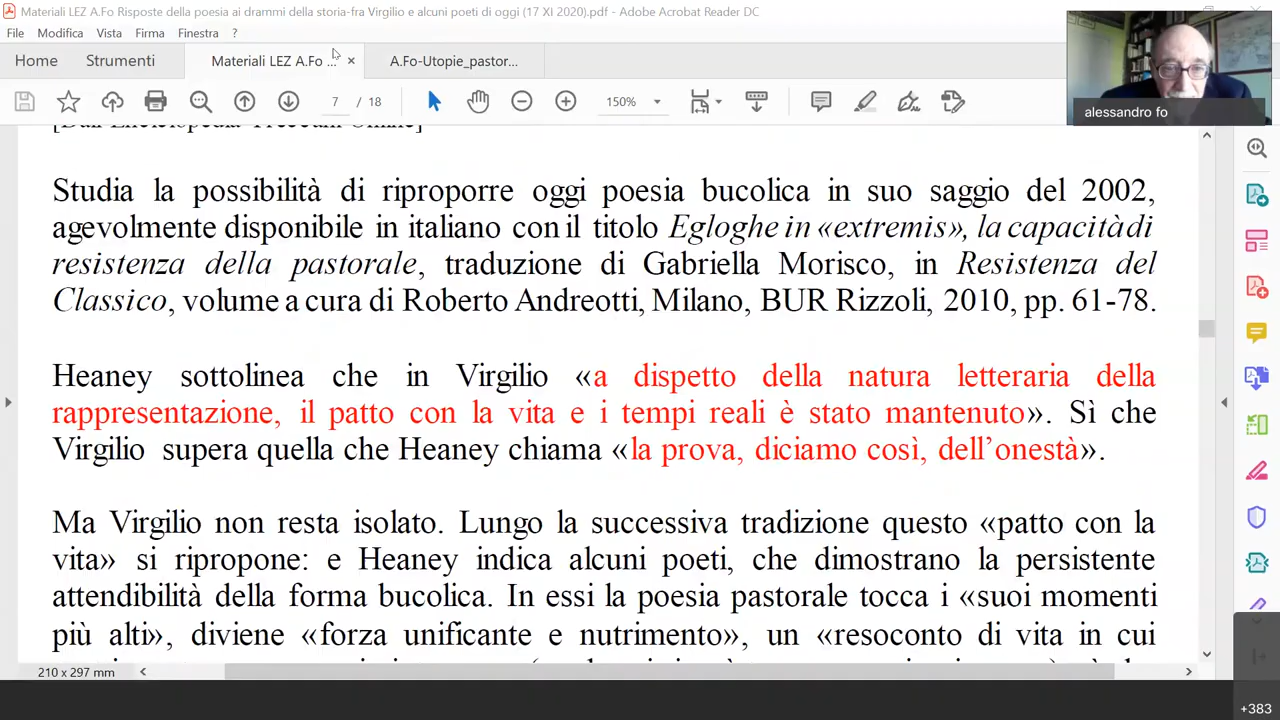 Materiali LEZ A.Fo Risposte della poesia ai drammi della storia-fra Virgilio e alcuni poeti di oggi (17 XI 2020).pdf - Adobe Acrobat Reader DC
File Modifica Vista Firma Finestra ?
Home Strumenti Materiali LEZ A.Fo ... × A.Fo-Utopie_pastor...
7 / 18 150%
alessandro fo
[Dall'Enciclopedia Treccani Online]
Studia la possibilità di riproporre oggi poesia bucolica in suo saggio del 2002,
agevolmente disponibile in italiano con il titolo Egloghe in «extremis», la capacità di
resistenza della pastorale, traduzione di Gabriella Morisco, in Resistenza del
Classico, volume a cura di Roberto Andreotti, Milano, BUR Rizzoli, 2010, pp. 61-78.
Heaney sottolinea che in Virgilio «a dispetto della natura letteraria della
rappresentazione, il patto con la vita e i tempi reali è stato mantenuto». Sì che
Virgilio supera quella che Heaney chiama «la prova, diciamo così, dell'onestà».
Ma Virgilio non resta isolato. Lungo la successiva tradizione questo «patto con la
vita» si ripropone: e Heaney indica alcuni poeti, che dimostrano la persistente
attendibilità della forma bucolica. In essi la poesia pastorale tocca i «suoi momenti
più alti», diviene «forza unificante e nutrimento», un «resoconto di vita in cui
210 x 297 mm
+383